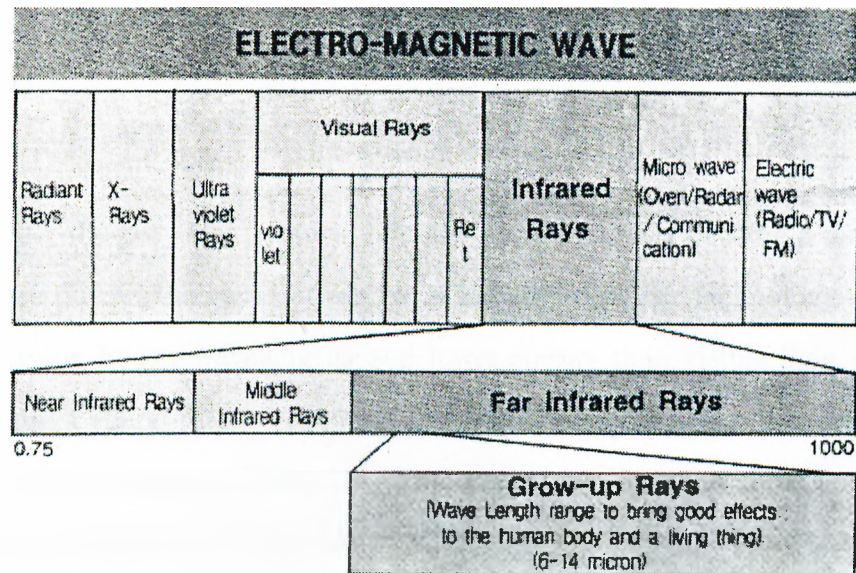 ELECTRO-MAGNETIC WAVE
Radiant
Rays
X-
Rays
Ultra
violet
Rays
Visual Rays
vio
let
Re
t
Infrared
Rays
Micro wave
(Oven/Radar
/ Communi
cation)
Electric
wave
(Radio/TV/
FM)
Near Infrared Rays
Middle
Infrared Rays
Far Infrared Rays
0.75
1000
Grow-up Rays
(Wave Length range to bring good effects
to the human body and a living thing)
(6-14 micron)